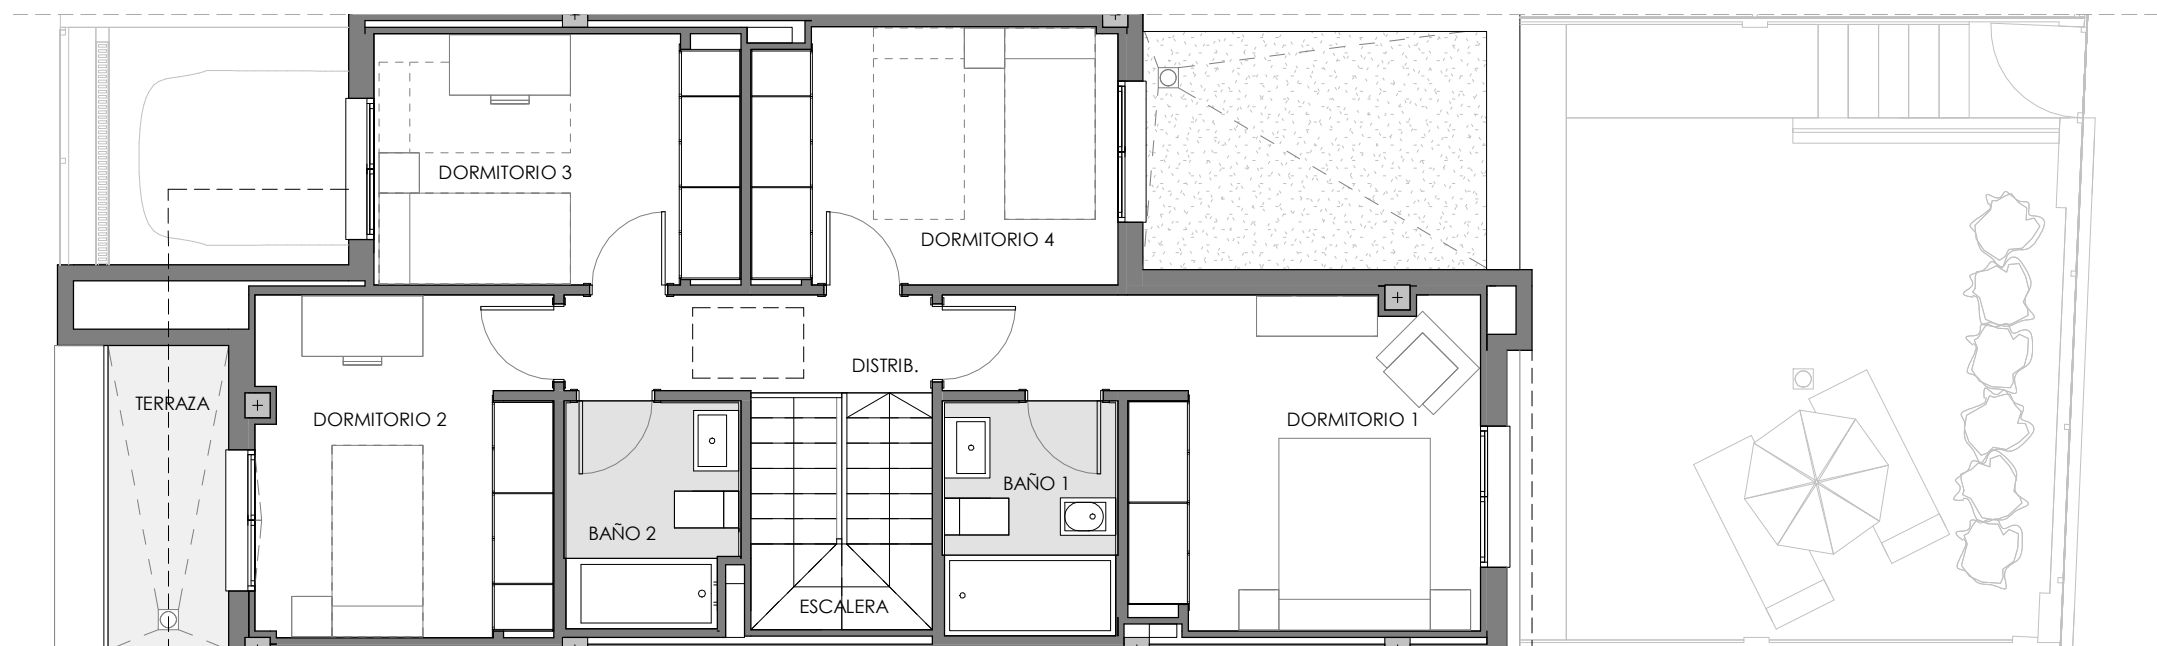 DORMITORIO 3
DORMITORIO 4
DISTRIB.
TERRAZA
DORMITORIO 2
DORMITORIO 1
BAÑO 1
BAÑO 2
ESCALERA